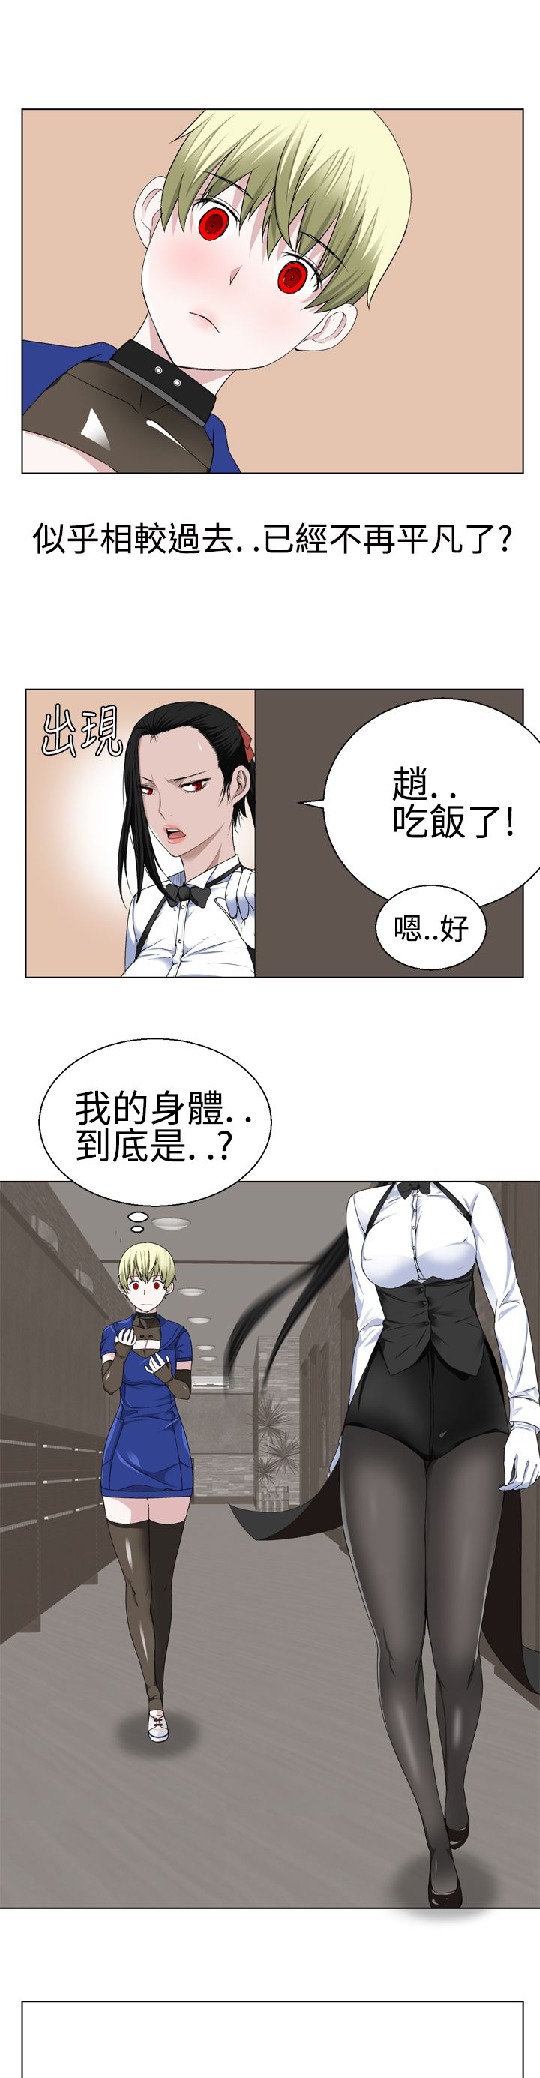 似乎相較過去. .已經不再平凡了?
出現
趙. .
吃飯了!
嗯..好
我的身體. .
到底是. .?